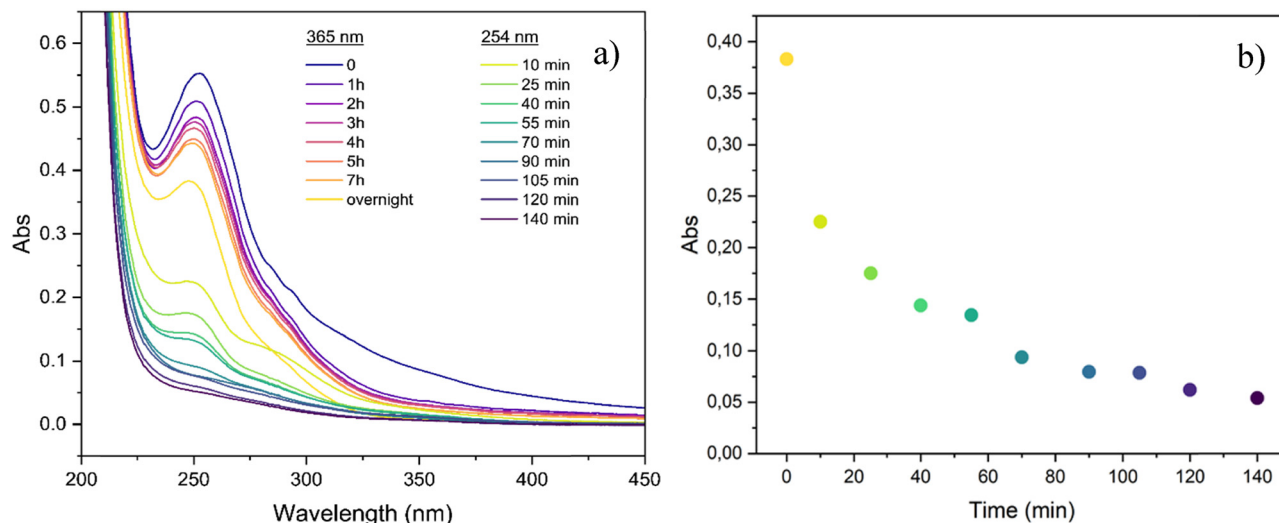 a)
365 nm
0
1h
2h
3h
4h
5h
7h
overnight
254 nm
10 min
25 min
40 min
55 min
70 min
90 min
105 min
120 min
140 min
Abs
0.6
0.5
0.4
0.3
0.2
0.1
0.0
200 250 300 350 400 450
Wavelength (nm)
b)
Abs
0,40
0,35
0,30
0,25
0,20
0,15
0,10
0,05
0,00
0 20 40 60 80 100 120 140
Time (min)